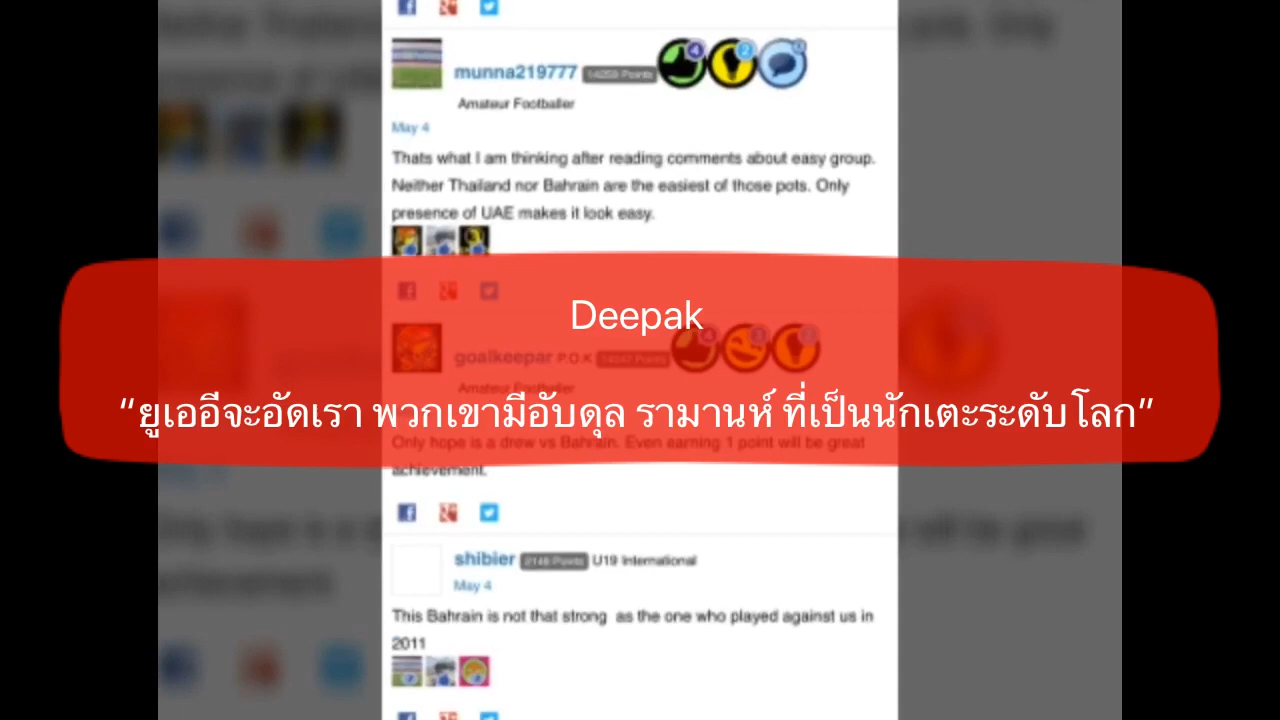 munna219777 14259 Points
4
2
Amateur Footballer
May 4
Thats what I am thinking after reading comments about easy group.
Neither Thailand nor Bahrain are the easiest of those pots. Only
presence of UAE makes it look easy.
Deepak
goalkeepar P.O.K
Amateur Footballer
“ยูเออีจะอัดเรา พวกเขามีอับดุล รามานห์ ที่เป็นนักเตะระดับโลก”
Only hope is a drew vs Bahrain. Even earning 1 point will be great
achievement.
shibier 2146 Points U19 International
May 4
This Bahrain is not that strong as the one who played against us in
2011